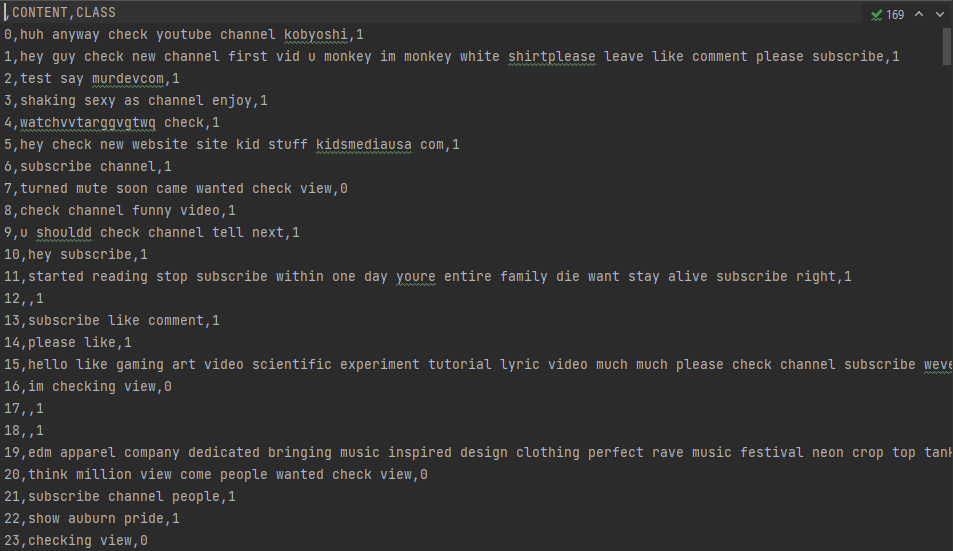 ,CONTENT,CLASS
169
0,huh anyway check youtube channel kobyoshi,1
1,hey guy check new channel first vid u monkey im monkey white shirtplease leave like comment please subscribe,1
2,test say murdevcom,1
3,shaking sexy as channel enjoy,1
4,watchvvtarggvgtwq check,1
5,hey check new website site kid stuff kidsmediausa com,1
6,subscribe channel,1
7,turned mute soon came wanted check view,0
8,check channel funny video,1
9,u shouldd check channel tell next,1
10,hey subscribe,1
11,started reading stop subscribe within one day youre entire family die want stay alive subscribe right,1
12,,1
13,subscribe like comment,1
14,please like,1
15,hello like gaming art video scientific experiment tutorial lyric video much much please check channel subscribe weve
16,im checking view,0
17,,1
18,,1
19,edm apparel company dedicated bringing music inspired design clothing perfect rave music festival neon crop top tank
20,think million view come people wanted check view,0
21,subscribe channel people,1
22,show auburn pride,1
23,checking view,0